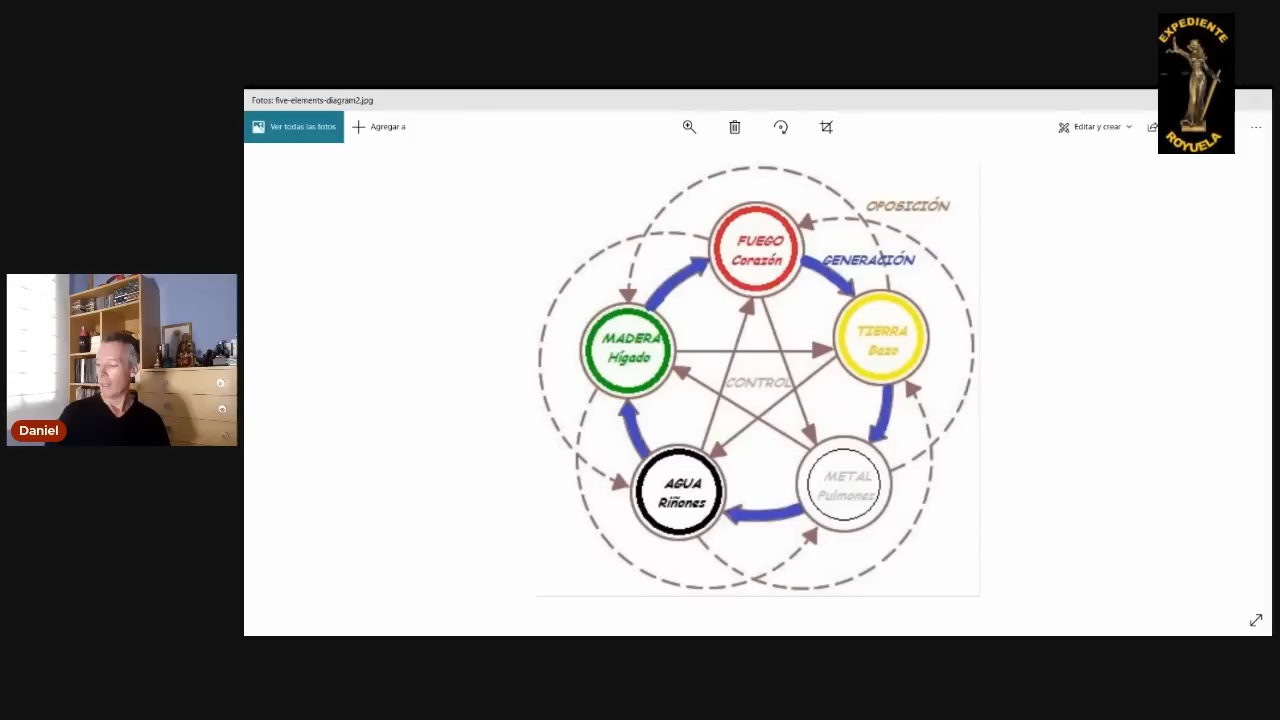 EXPEDIENTE
ROYUELA
Fotos: five-elements-diagram2.jpg
Ver todas las fotos
Agregar a
Editar y crear
OPOSICIÓN
FUEGO
Corazón
GENERACIÓN
MADERA
Hígado
TIERRA
Bazo
CONTROL
AGUA
Riñones
METAL
Pulmones
Daniel